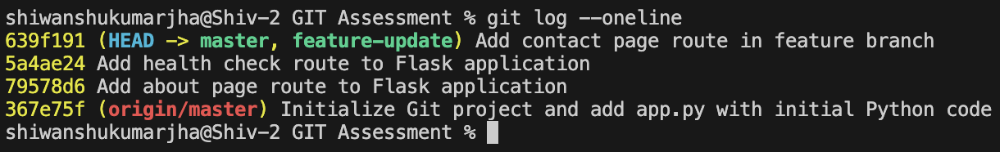 shiwanshukumarjha@Shiv-2 GIT Assessment % git log --oneline
639f191 (HEAD -> master, feature-update) Add contact page route in feature branch
5a4ae24 Add health check route to Flask application
79578d6 Add about page route to Flask application
367e75f (origin/master) Initialize Git project and add app.py with initial Python code
shiwanshukumarjha@Shiv-2 GIT Assessment %